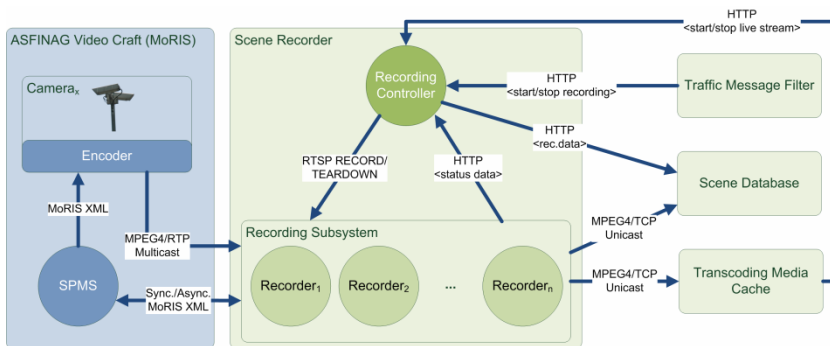 HTTP
<start/stop live stream>
ASFINAG Video Craft (MoRIS)
Scene Recorder
Camerax
Recording
Controller
HTTP
<start/stop recording>
Traffic Message Filter
HTTP
<rec.data>
Encoder
RTSP RECORD/
TEARDOWN
HTTP
<status data>
Scene Database
MoRIS XML
MPEG4/RTP
Multicast
Recording Subsystem
MPEG4/TCP
Unicast
SPMS
Sync./Async.
MoRIS XML
Recorder1
Recorder2
...
Recordern
MPEG4/TCP
Unicast
Transcoding Media
Cache